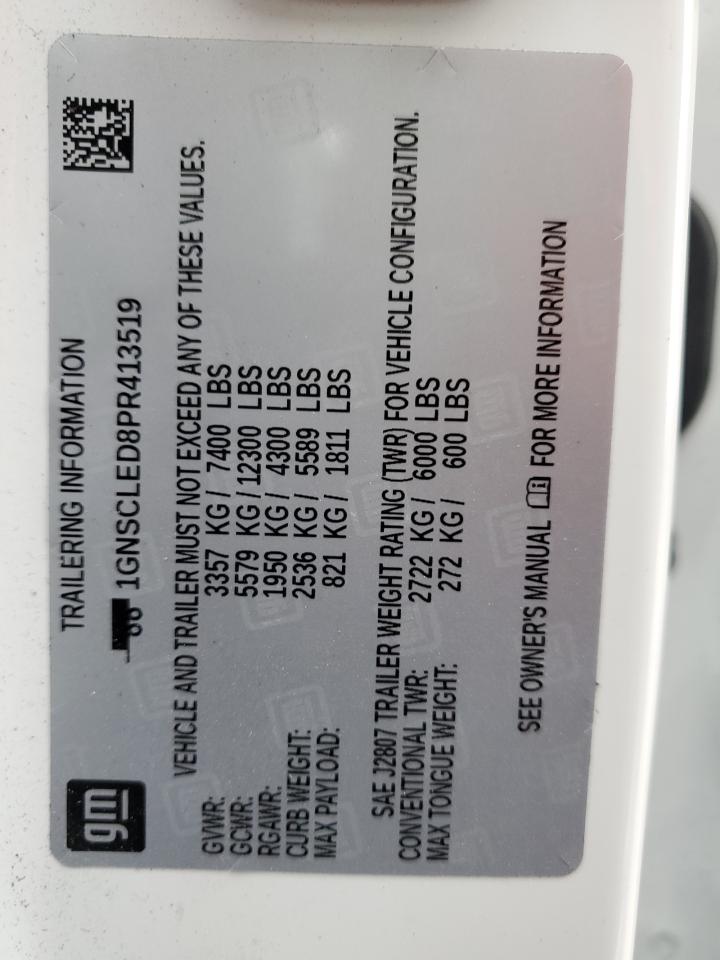 gm
TRAILERING INFORMATION
1GNSCLED8PR413519
VEHICLE AND TRAILER MUST NOT EXCEED ANY OF THESE VALUES.
GVWR: 3357 KG / 7400 LBS
GCWR: 5579 KG / 12300 LBS
RGAWR: 1950 KG / 4300 LBS
CURB WEIGHT: 2536 KG / 5589 LBS
MAX PAYLOAD: 821 KG / 1811 LBS
SAE J2807 TRAILER WEIGHT RATING (TWR) FOR VEHICLE CONFIGURATION.
CONVENTIONAL TWR: 2722 KG / 6000 LBS
MAX TONGUE WEIGHT: 272 KG / 600 LBS
SEE OWNER'S MANUAL FOR MORE INFORMATION